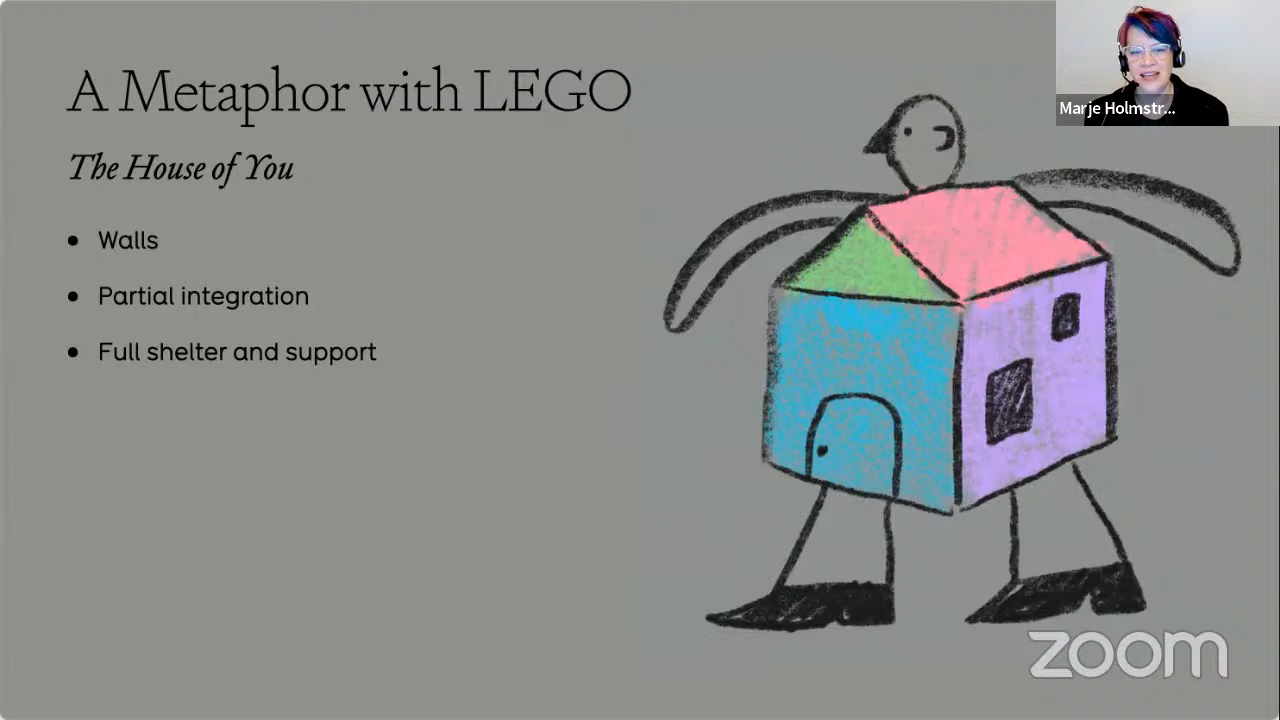 A Metaphor with LEGO
The House of You
• Walls
• Partial integration
• Full shelter and support
Marje Holmstr...
zoom